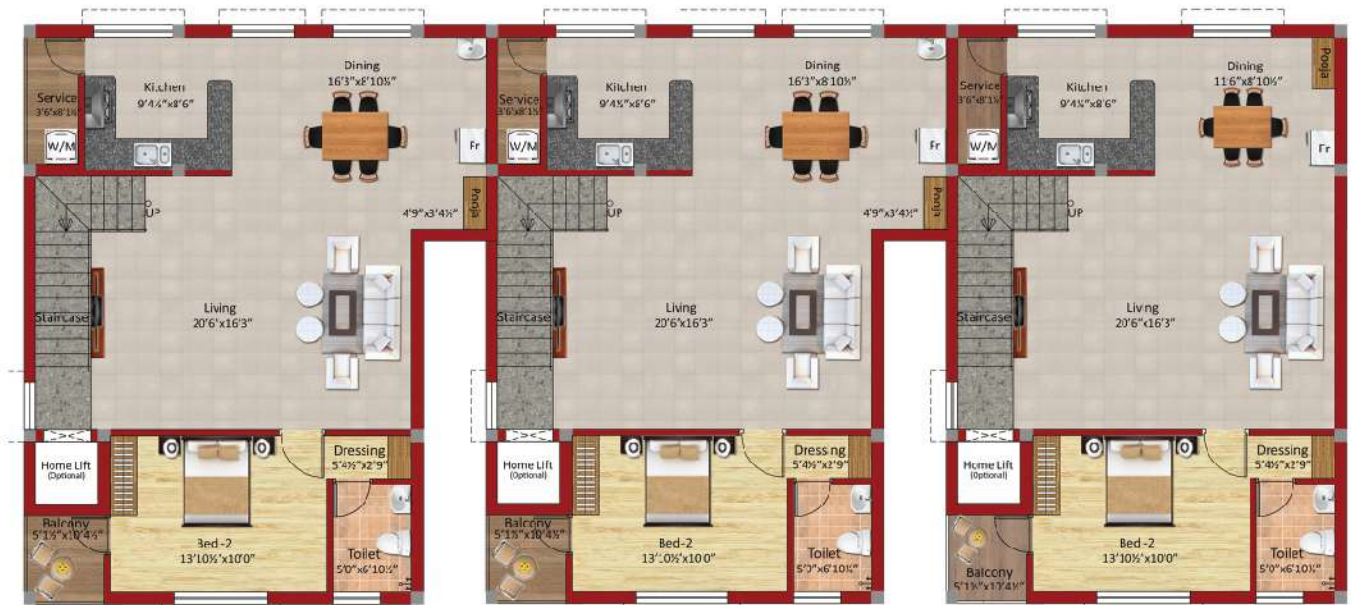 Kitchen
9'4½"x8'6"
Dining
16'3"x8'10½"
Service
3'6"x8'1½"
W/M
Fr
Pooja
4'9"x3'4½"
UP
Staircase
Living
20'6"x16'3"
Home Lift
(Optional)
Dressing
5'4½"x2'9"
Balcony
5'1½"x10'4½"
Bed-2
13'10½"x10'0"
Toilet
5'0"x6'10½"
Kitchen
9'4½"x8'6"
Dining
16'3"x8'10½"
Service
3'6"x8'1½"
W/M
Fr
Pooja
4'9"x3'4½"
UP
Staircase
Living
20'6"x16'3"
Home Lift
(Optional)
Dressing
5'4½"x2'9"
Balcony
5'1½"x10'4½"
Bed-2
13'10½"x10'0"
Toilet
5'0"x6'10½"
Kitchen
9'4½"x8'6"
Dining
11'6"x8'10½"
Pooja
Service
3'6"x8'1½"
W/M
Fr
UP
Staircase
Living
20'6"x16'3"
Home Lift
(Optional)
Dressing
5'4½"x2'9"
Bed-2
13'10½"x10'0"
Toilet
5'0"x6'10½"
Balcony
5'1½"x10'4½"